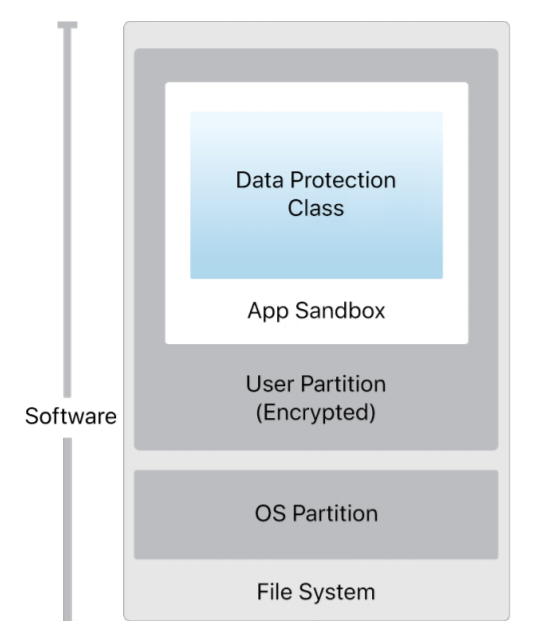 Data Protection
Class
App Sandbox
User Partition
(Encrypted)
Software
OS Partition
File System